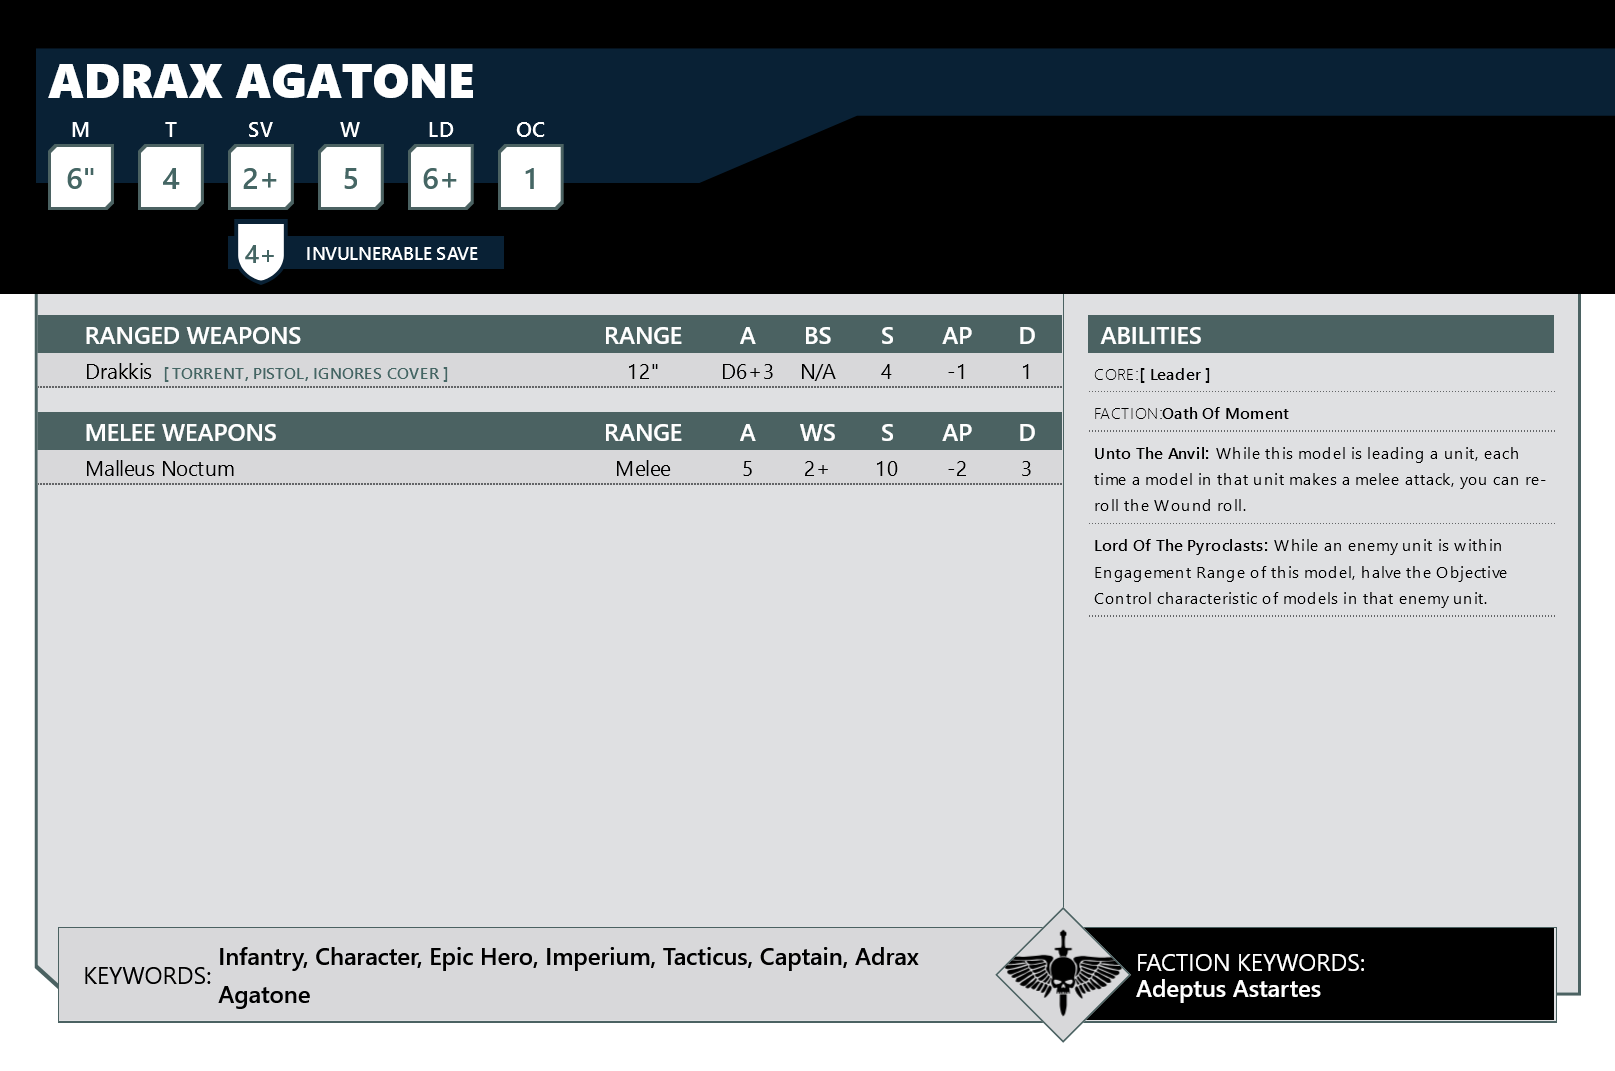 ADRAX AGATONE
M T SV W LD OC
6" 4 2+ 5 6+ 1
4+ INVULNERABLE SAVE
RANGED WEAPONS RANGE A BS S AP D
Drakkis [ TORRENT, PISTOL, IGNORES COVER ] 12" D6+3 N/A 4 -1 1
MELEE WEAPONS RANGE A WS S AP D
Malleus Noctum Melee 5 2+ 10 -2 3
ABILITIES
CORE:[ Leader ]
FACTION:Oath Of Moment
Unto The Anvil: While this model is leading a unit, each
time a model in that unit makes a melee attack, you can re-
roll the Wound roll.
Lord Of The Pyroclasts: While an enemy unit is within
Engagement Range of this model, halve the Objective
Control characteristic of models in that enemy unit.
KEYWORDS: Infantry, Character, Epic Hero, Imperium, Tacticus, Captain, Adrax
Agatone
FACTION KEYWORDS:
Adeptus Astartes